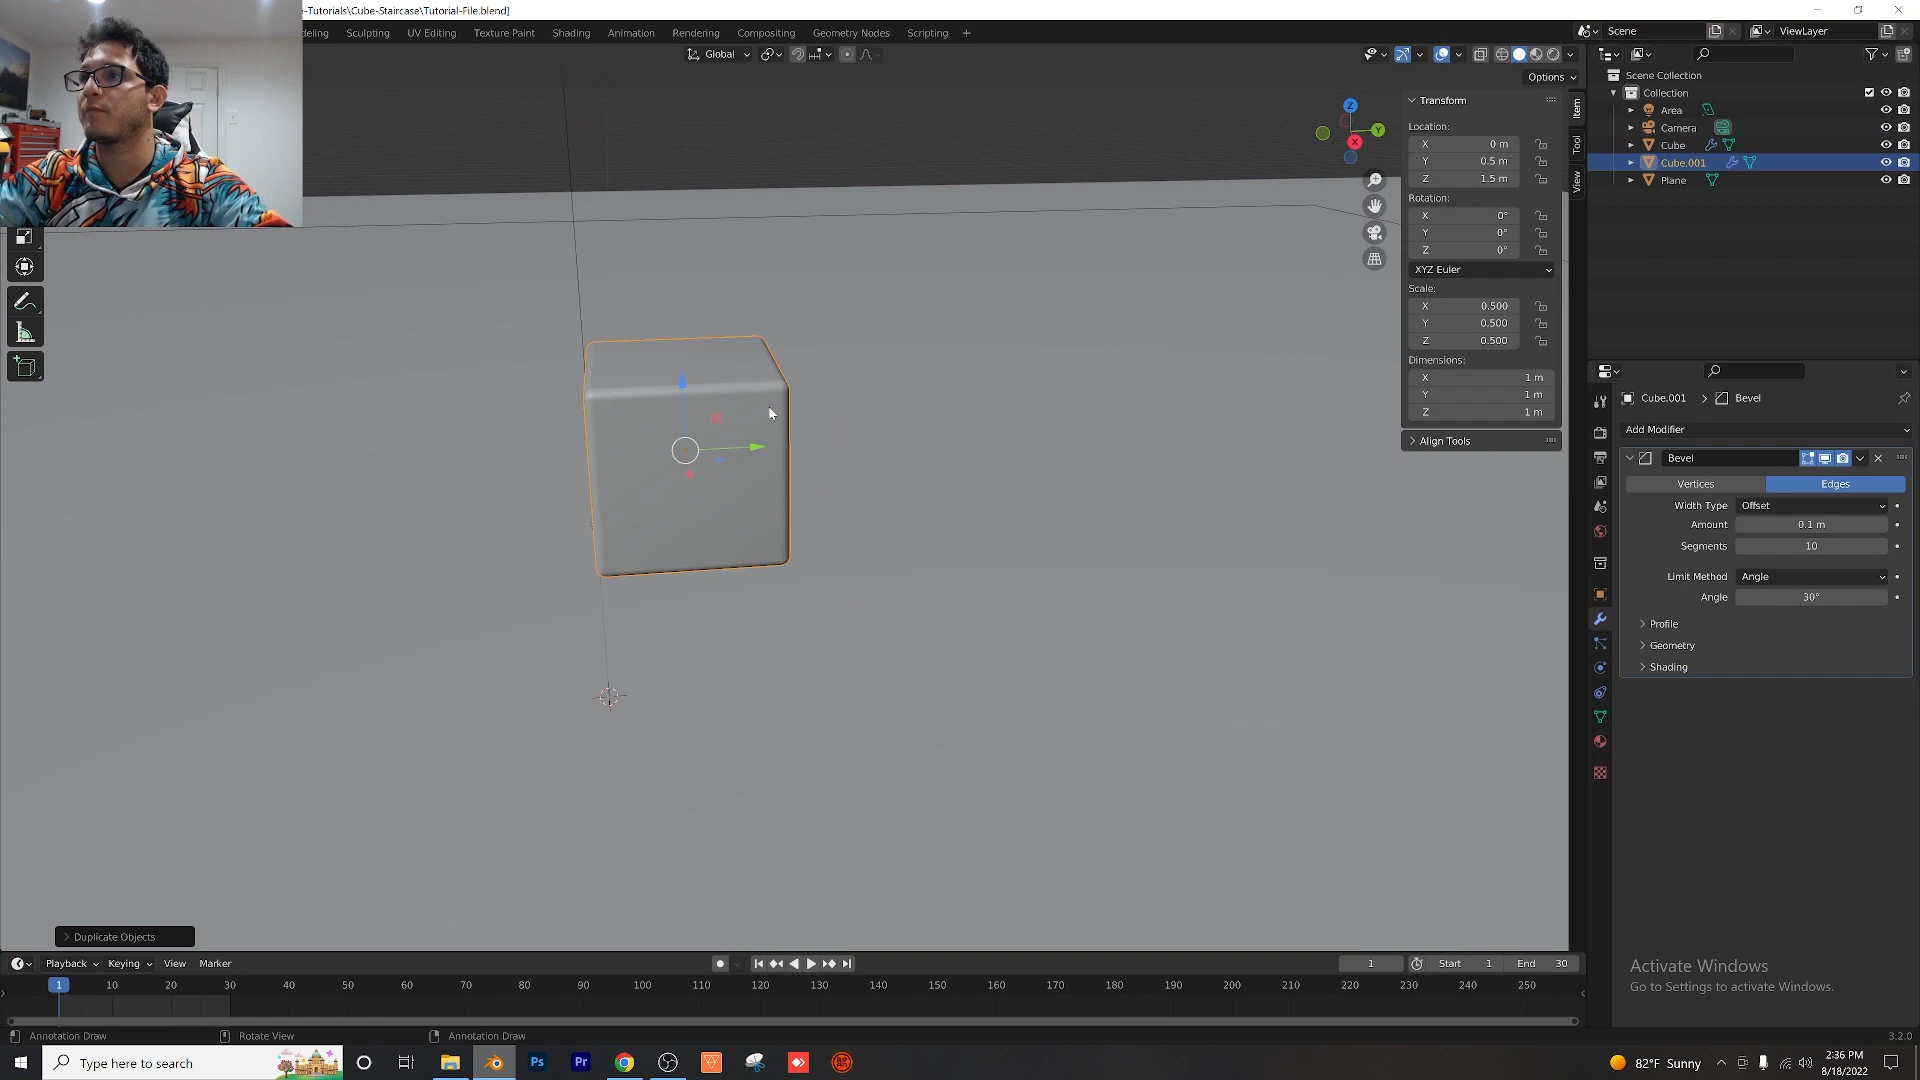 -Tutorials\Cube-Staircase\Tutorial-File.blend]
Sculpting UV Editing Texture Paint Shading Animation Rendering Compositing Geometry Nodes Scripting +
Scene ViewLayer
Global
Options
Transform
Location:
X 0 m
Y 0.5 m
Z 1.5 m
Rotation:
X 0°
Y 0°
Z 0°
XYZ Euler
Scale:
X 0.500
Y 0.500
Z 0.500
Dimensions:
X 1 m
Y 1 m
Z 1 m
Align Tools
Item
Tool
View
Z
Y
X
Scene Collection
Collection
Area
Camera
Cube
Cube.001
Plane
Cube.001 > Bevel
Add Modifier
Bevel
Vertices Edges
Width Type Offset
Amount 0.1 m
Segments 10
Limit Method Angle
Angle 30°
Profile
Geometry
Shading
Duplicate Objects
Playback Keying View Marker
1 Start 1 End 30
1 10 20 30 40 50 60 70 80 90 100 110 120 130 140 150 160 170 180 190 200 210 220 230 240 250
Activate Windows
Go to Settings to activate Windows.
Annotation Draw Rotate View Annotation Draw
3.2.0
Type here to search
Ps Pr
82°F Sunny
2:36 PM
8/18/2022